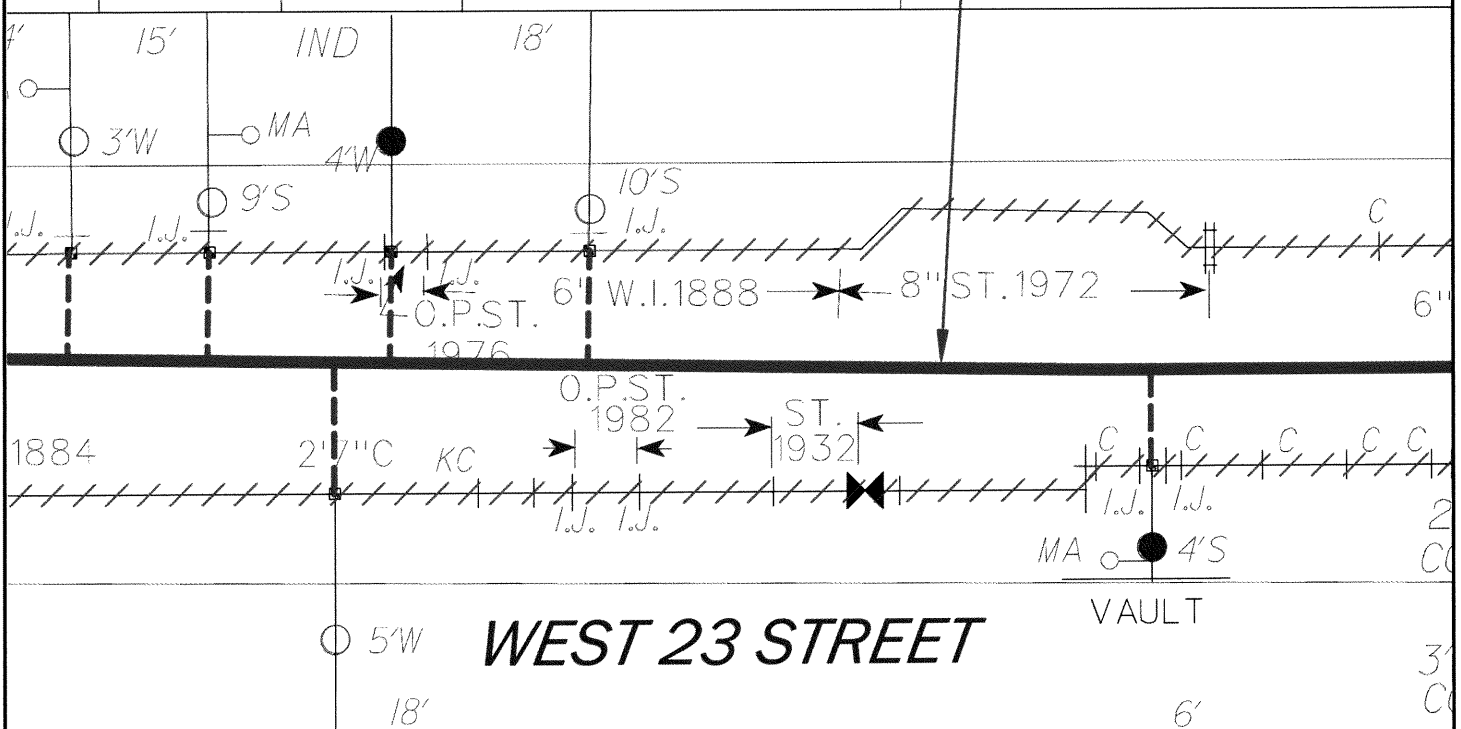 15' IND 18'
3'W MA
4'W
9'S 10'S
I.J. I.J. I.J. C
I.J. I.J.
6" W.I.1888 8" ST.1972 6"
O.P.ST.
1976
O.P.ST.
1982 ST.
1932
1884 2'7"C KC C C C C C
I.J. I.J. I.J. I.J.
MA 4'S
VAULT
5'W WEST 23 STREET
18' 6'